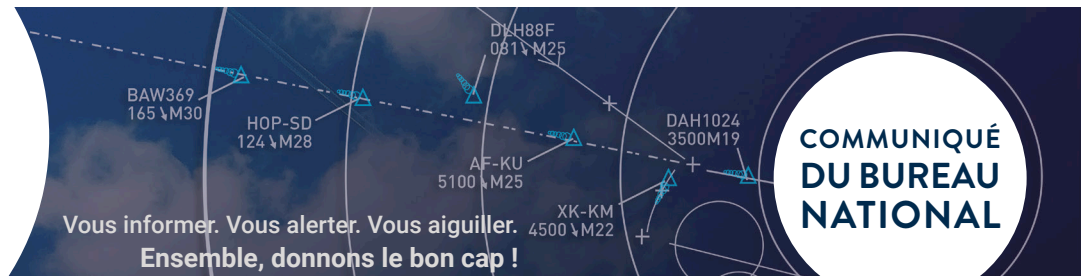 DLH88F
081↘M25
BAW369
165↘M30
HOP-SD
124↘M28
DAH1024
3500M19
AF-KU
5100↘M25
XK-KM
4500↘M22
Vous informer. Vous alerter. Vous aiguiller.
Ensemble, donnons le bon cap !
COMMUNIQUÉ
DU BUREAU
NATIONAL